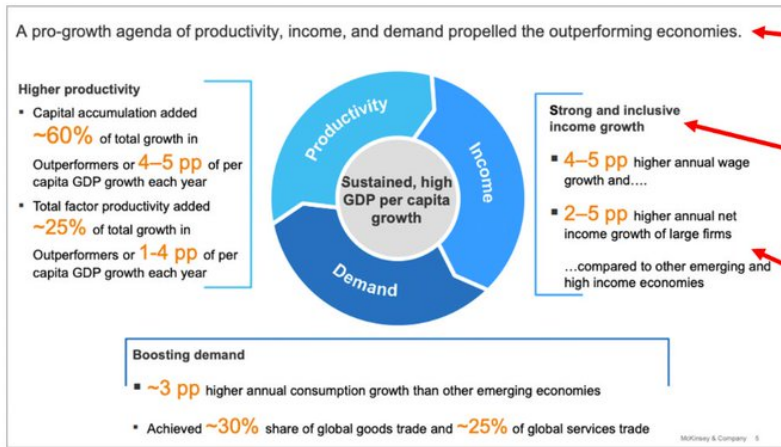 A pro-growth agenda of productivity, income, and demand propelled the outperforming economies.
Higher productivity
▪ Capital accumulation added
~60% of total growth in
Outperformers or 4–5 pp of per
capita GDP growth each year
▪ Total factor productivity added
~25% of total growth in
Outperformers or 1-4 pp of per
capita GDP growth each year
Productivity
Income
Demand
Sustained, high
GDP per capita
growth
Strong and inclusive
income growth
▪ 4–5 pp higher annual wage
growth and....
▪ 2–5 pp higher annual net
income growth of large firms
...compared to other emerging and
high income economies
Boosting demand
▪ ~3 pp higher annual consumption growth than other emerging economies
▪ Achieved ~30% share of global goods trade and ~25% of global services trade
McKinsey & Company 5